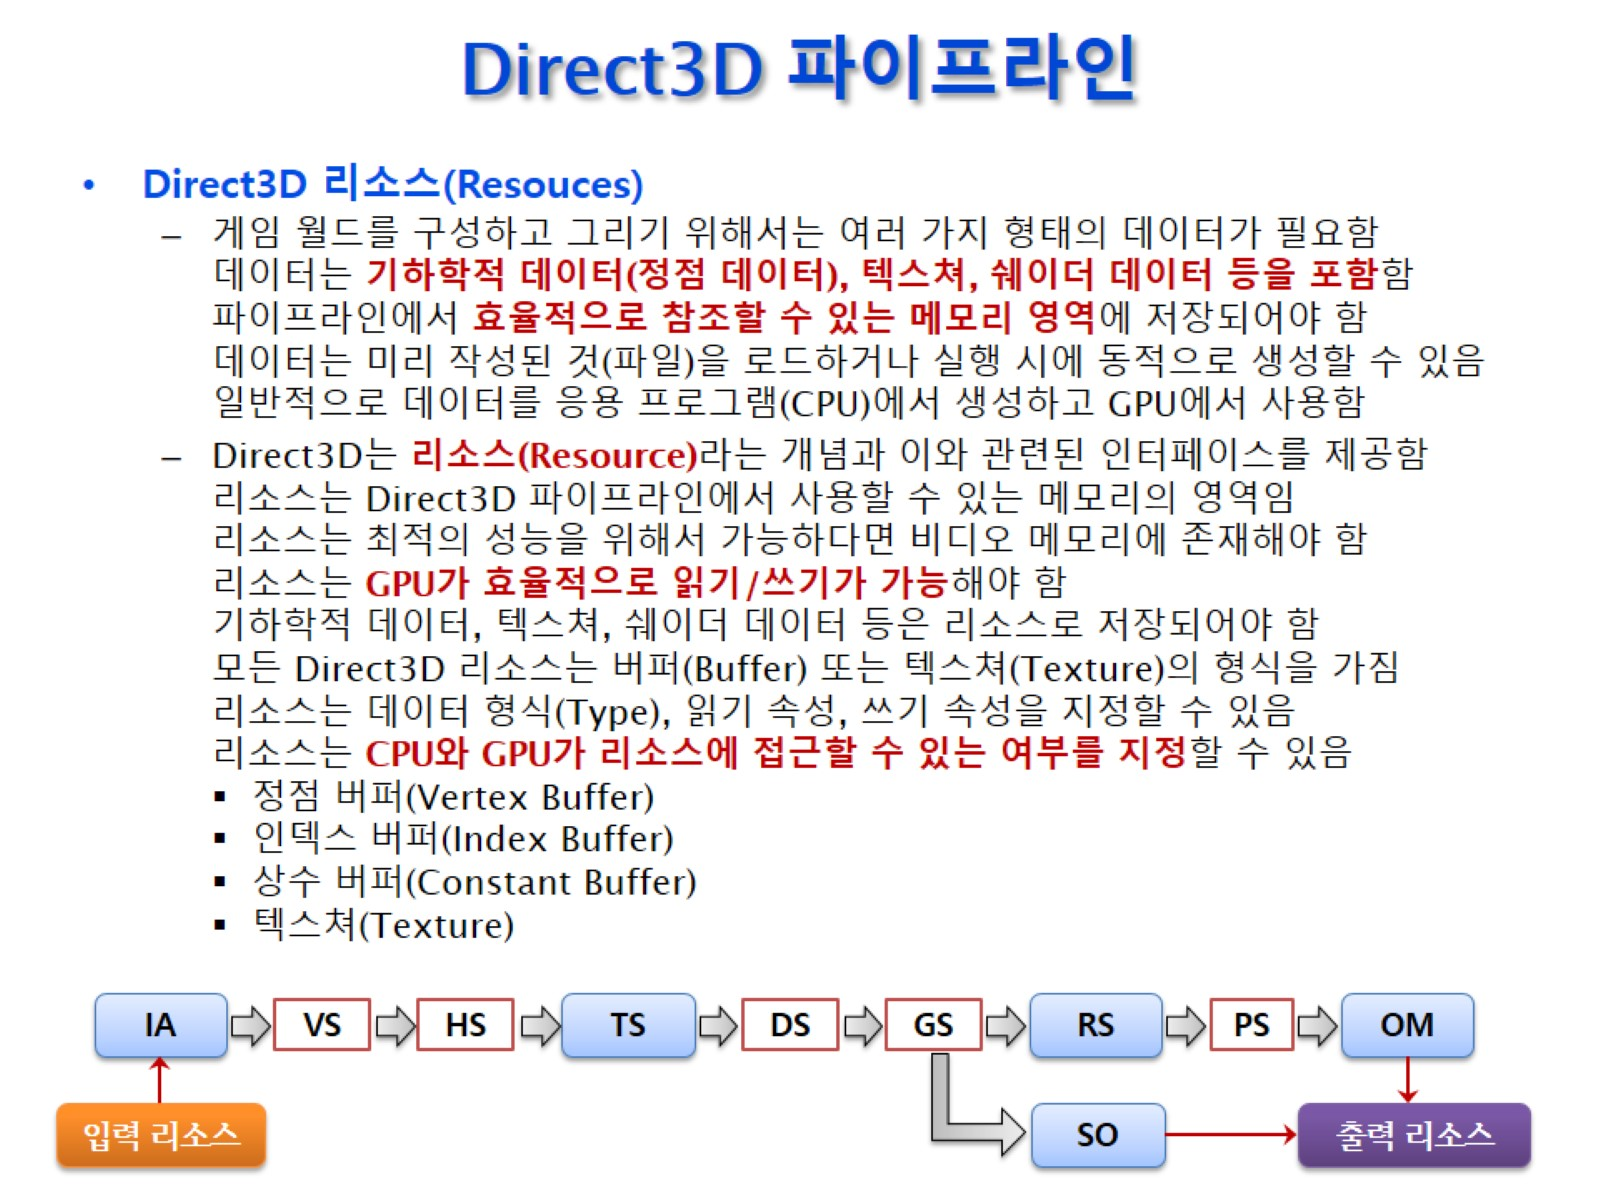 Direct3D 파이프라인
• Direct3D 리소스(Resouces)
– 게임 월드를 구성하고 그리기 위해서는 여러 가지 형태의 데이터가 필요함
데이터는 기하학적 데이터(정점 데이터), 텍스쳐, 쉐이더 데이터 등을 포함함
파이프라인에서 효율적으로 참조할 수 있는 메모리 영역에 저장되어야 함
데이터는 미리 작성된 것(파일)을 로드하거나 실행 시에 동적으로 생성할 수 있음
일반적으로 데이터를 응용 프로그램(CPU)에서 생성하고 GPU에서 사용함
– Direct3D는 리소스(Resource)라는 개념과 이와 관련된 인터페이스를 제공함
리소스는 Direct3D 파이프라인에서 사용할 수 있는 메모리의 영역임
리소스는 최적의 성능을 위해서 가능하다면 비디오 메모리에 존재해야 함
리소스는 GPU가 효율적으로 읽기/쓰기가 가능해야 함
기하학적 데이터, 텍스쳐, 쉐이더 데이터 등은 리소스로 저장되어야 함
모든 Direct3D 리소스는 버퍼(Buffer) 또는 텍스쳐(Texture)의 형식을 가짐
리소스는 데이터 형식(Type), 읽기 속성, 쓰기 속성을 지정할 수 있음
리소스는 CPU와 GPU가 리소스에 접근할 수 있는 여부를 지정할 수 있음
▪ 정점 버퍼(Vertex Buffer)
▪ 인덱스 버퍼(Index Buffer)
▪ 상수 버퍼(Constant Buffer)
▪ 텍스쳐(Texture)
IA VS HS TS DS GS RS PS OM
입력 리소스 SO 출력 리소스